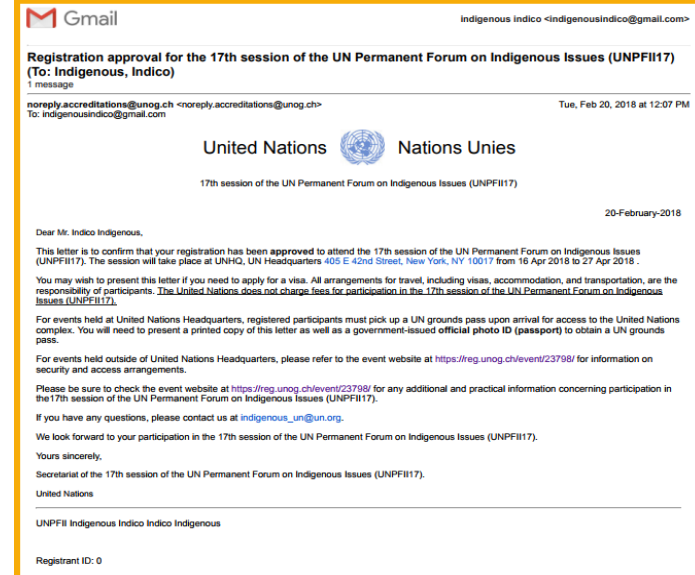 Gmail
indigenous indico <indigenousindico@gmail.com>
Registration approval for the 17th session of the UN Permanent Forum on Indigenous Issues (UNPFII17)
(To: Indigenous, Indico)
1 message
noreply.accreditations@unog.ch <noreply.accreditations@unog.ch>
Tue, Feb 20, 2018 at 12:07 PM
To: indigenousindico@gmail.com
United Nations Nations Unies
17th session of the UN Permanent Forum on Indigenous Issues (UNPFII17)
20-February-2018
Dear Mr. Indico Indigenous,
This letter is to confirm that your registration has been approved to attend the 17th session of the UN Permanent Forum on Indigenous Issues
(UNPFII17). The session will take place at UNHQ, UN Headquarters 405 E 42nd Street, New York, NY 10017 from 16 Apr 2018 to 27 Apr 2018 .
You may wish to present this letter if you need to apply for a visa. All arrangements for travel, including visas, accommodation, and transportation, are the
responsibility of participants. The United Nations does not charge fees for participation in the 17th session of the UN Permanent Forum on Indigenous
Issues (UNPFII17).
For events held at United Nations Headquarters, registered participants must pick up a UN grounds pass upon arrival for access to the United Nations
complex. You will need to present a printed copy of this letter as well as a government-issued official photo ID (passport) to obtain a UN grounds
pass.
For events held outside of United Nations Headquarters, please refer to the event website at https://reg.unog.ch/event/23798/ for information on
security and access arrangements.
Please be sure to check the event website at https://reg.unog.ch/event/23798/ for any additional and practical information concerning participation in
the17th session of the UN Permanent Forum on Indigenous Issues (UNPFII17).
If you have any questions, please contact us at indigenous_un@un.org.
We look forward to your participation in the 17th session of the UN Permanent Forum on Indigenous Issues (UNPFII17).
Yours sincerely,
Secretariat of the 17th session of the UN Permanent Forum on Indigenous Issues (UNPFII17).
United Nations
UNPFII Indigenous Indico Indico Indigenous
Registrant ID: 0